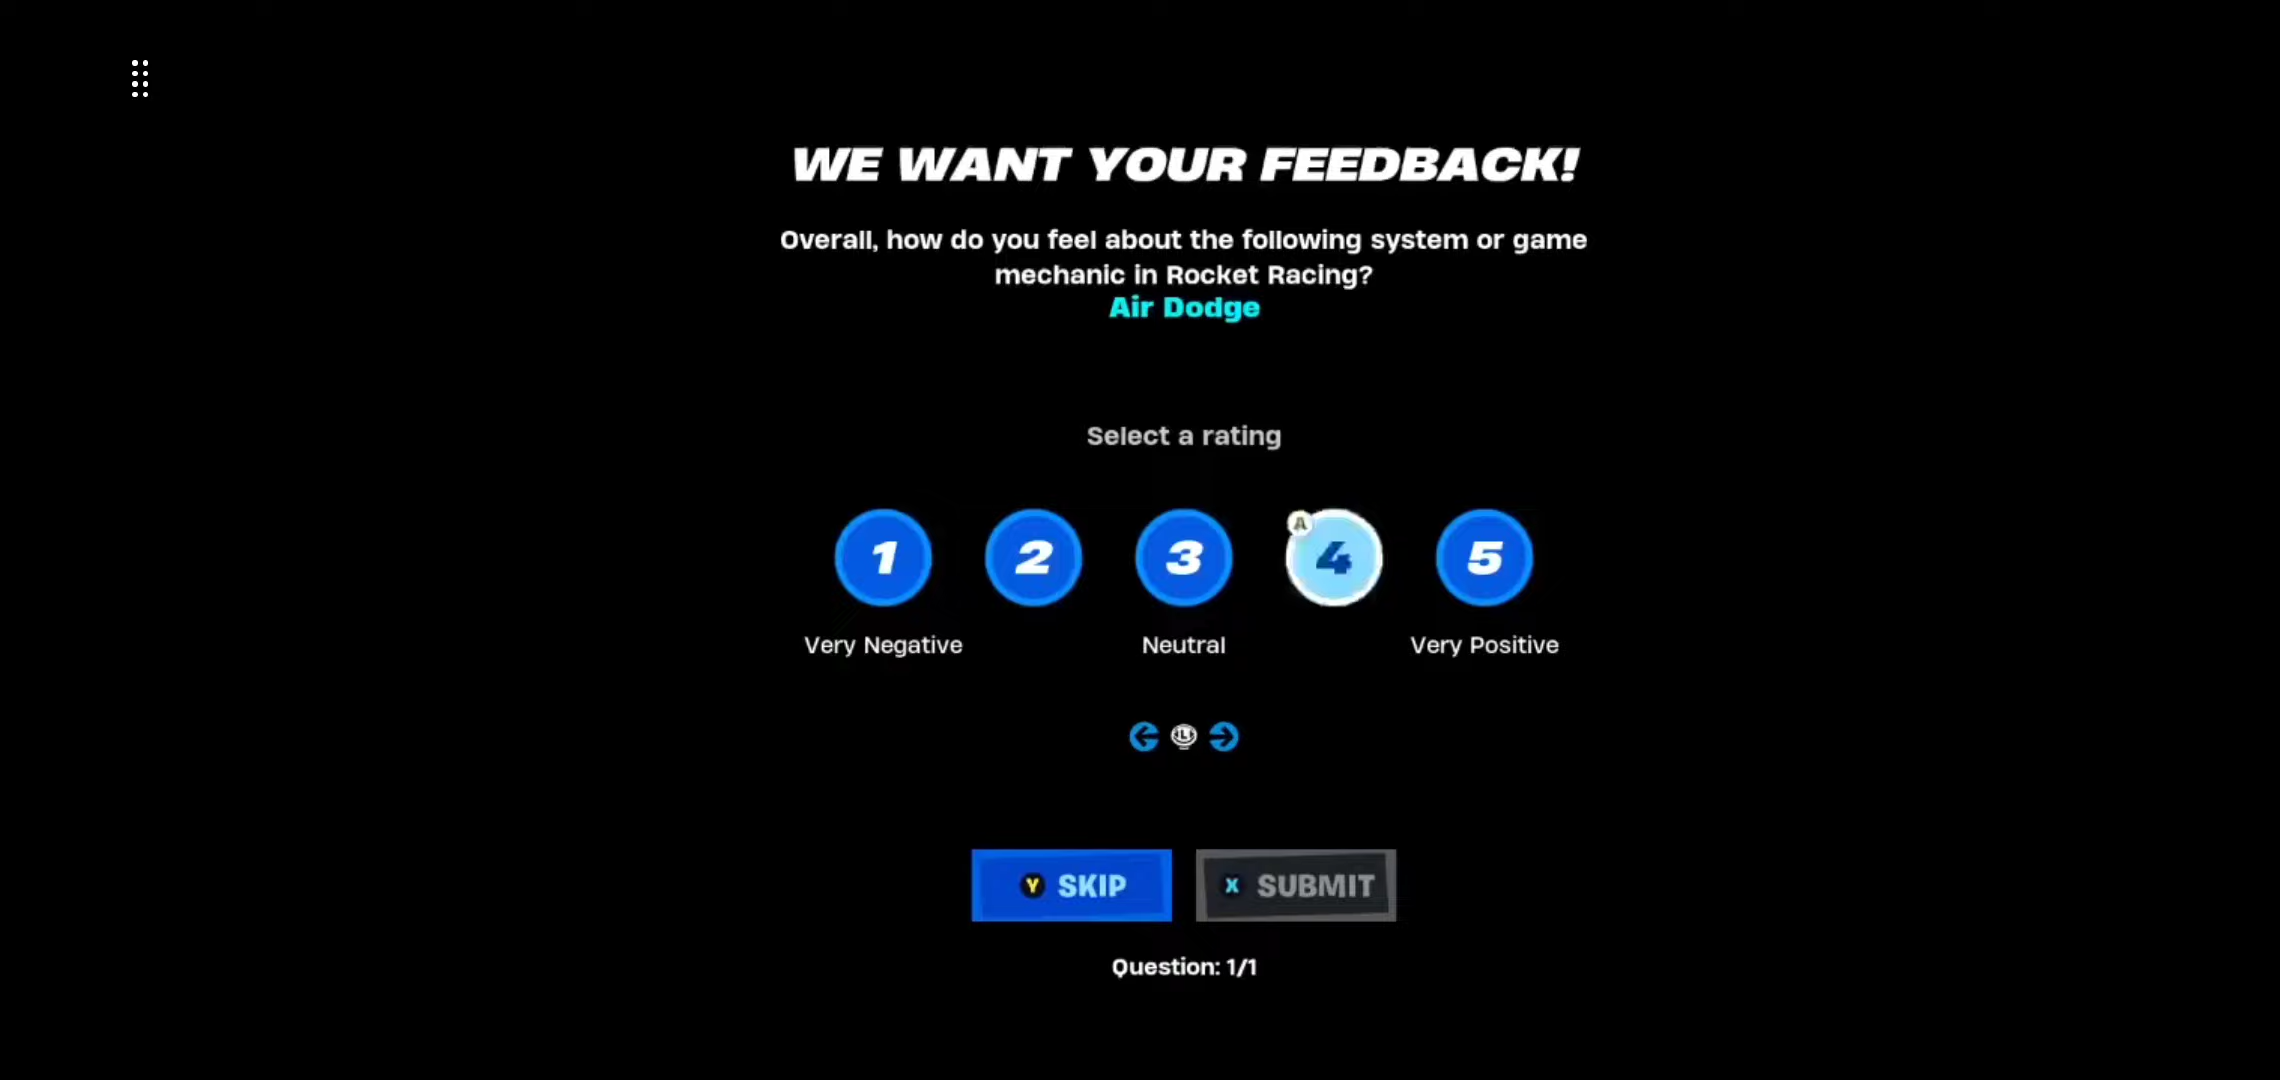 WE WANT YOUR FEEDBACK!
Overall, how do you feel about the following system or game
mechanic in Rocket Racing?
Air Dodge
Select a rating
A
1 2 3 4 5
Very Negative Neutral Very Positive
L
Y SKIP X SUBMIT
Question: 1/1